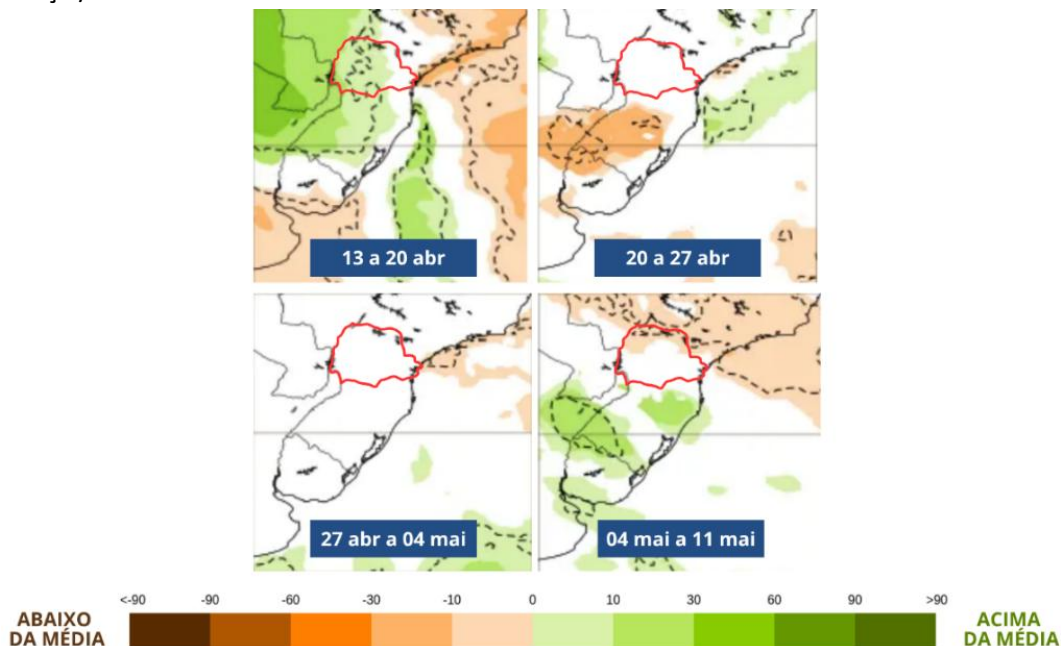 13 a 20 abr
20 a 27 abr
27 abr a 04 mai
04 mai a 11 mai
<-90 -90 -60 -30 -10 0 10 30 60 90 >90
ABAIXO
DA MÉDIA
ACIMA
DA MÉDIA